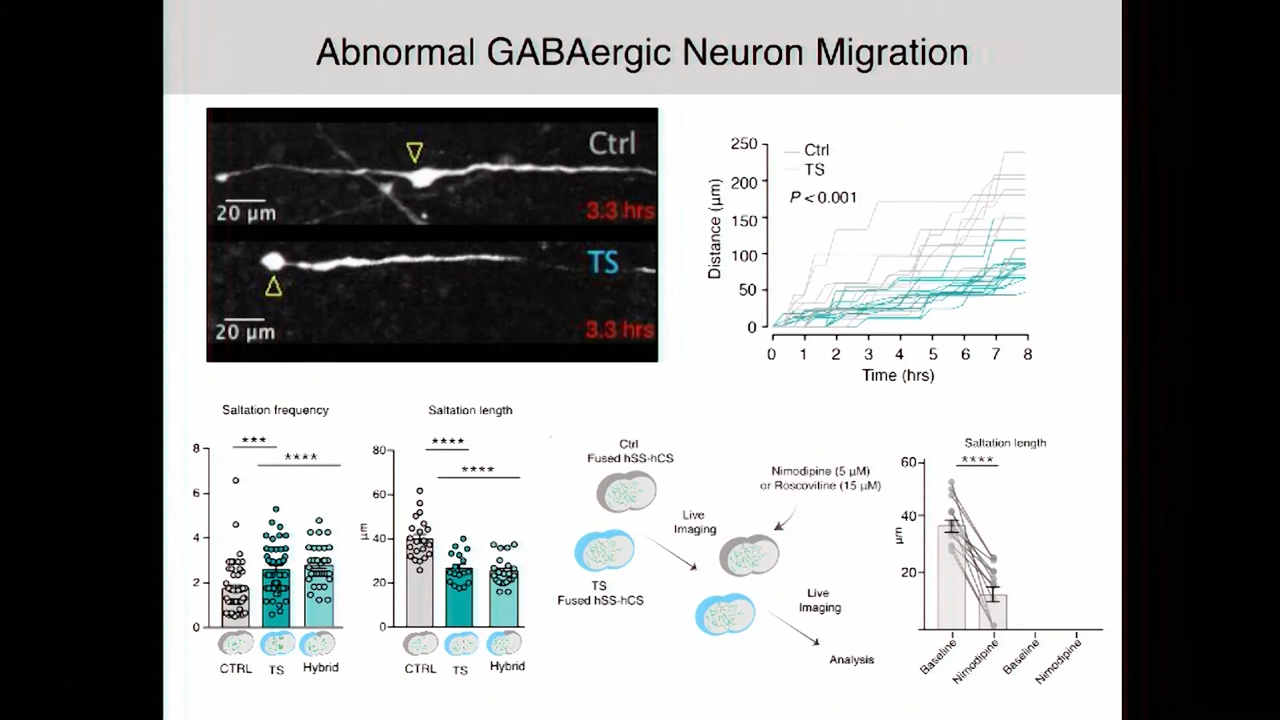 Abnormal GABAergic Neuron Migration
Ctrl
20 µm
3.3 hrs
TS
20 µm
3.3 hrs
Distance (µm)
250
200
150
100
50
0
Ctrl
TS
P < 0.001
0 1 2 3 4 5 6 7 8
Time (hrs)
Saltation frequency
***
****
8
6
4
2
0
CTRL TS Hybrid
Saltation length
****
****
µm
80
60
40
20
0
CTRL TS Hybrid
Ctrl
Fused hSS-hCS
TS
Fused hSS-hCS
Live
Imaging
Nimodipine (5 µM)
or Roscovitine (15 µM)
Live
Imaging
Analysis
Saltation length
****
µm
60
40
20
Baseline
Nimodipine
Baseline
Nimodipine